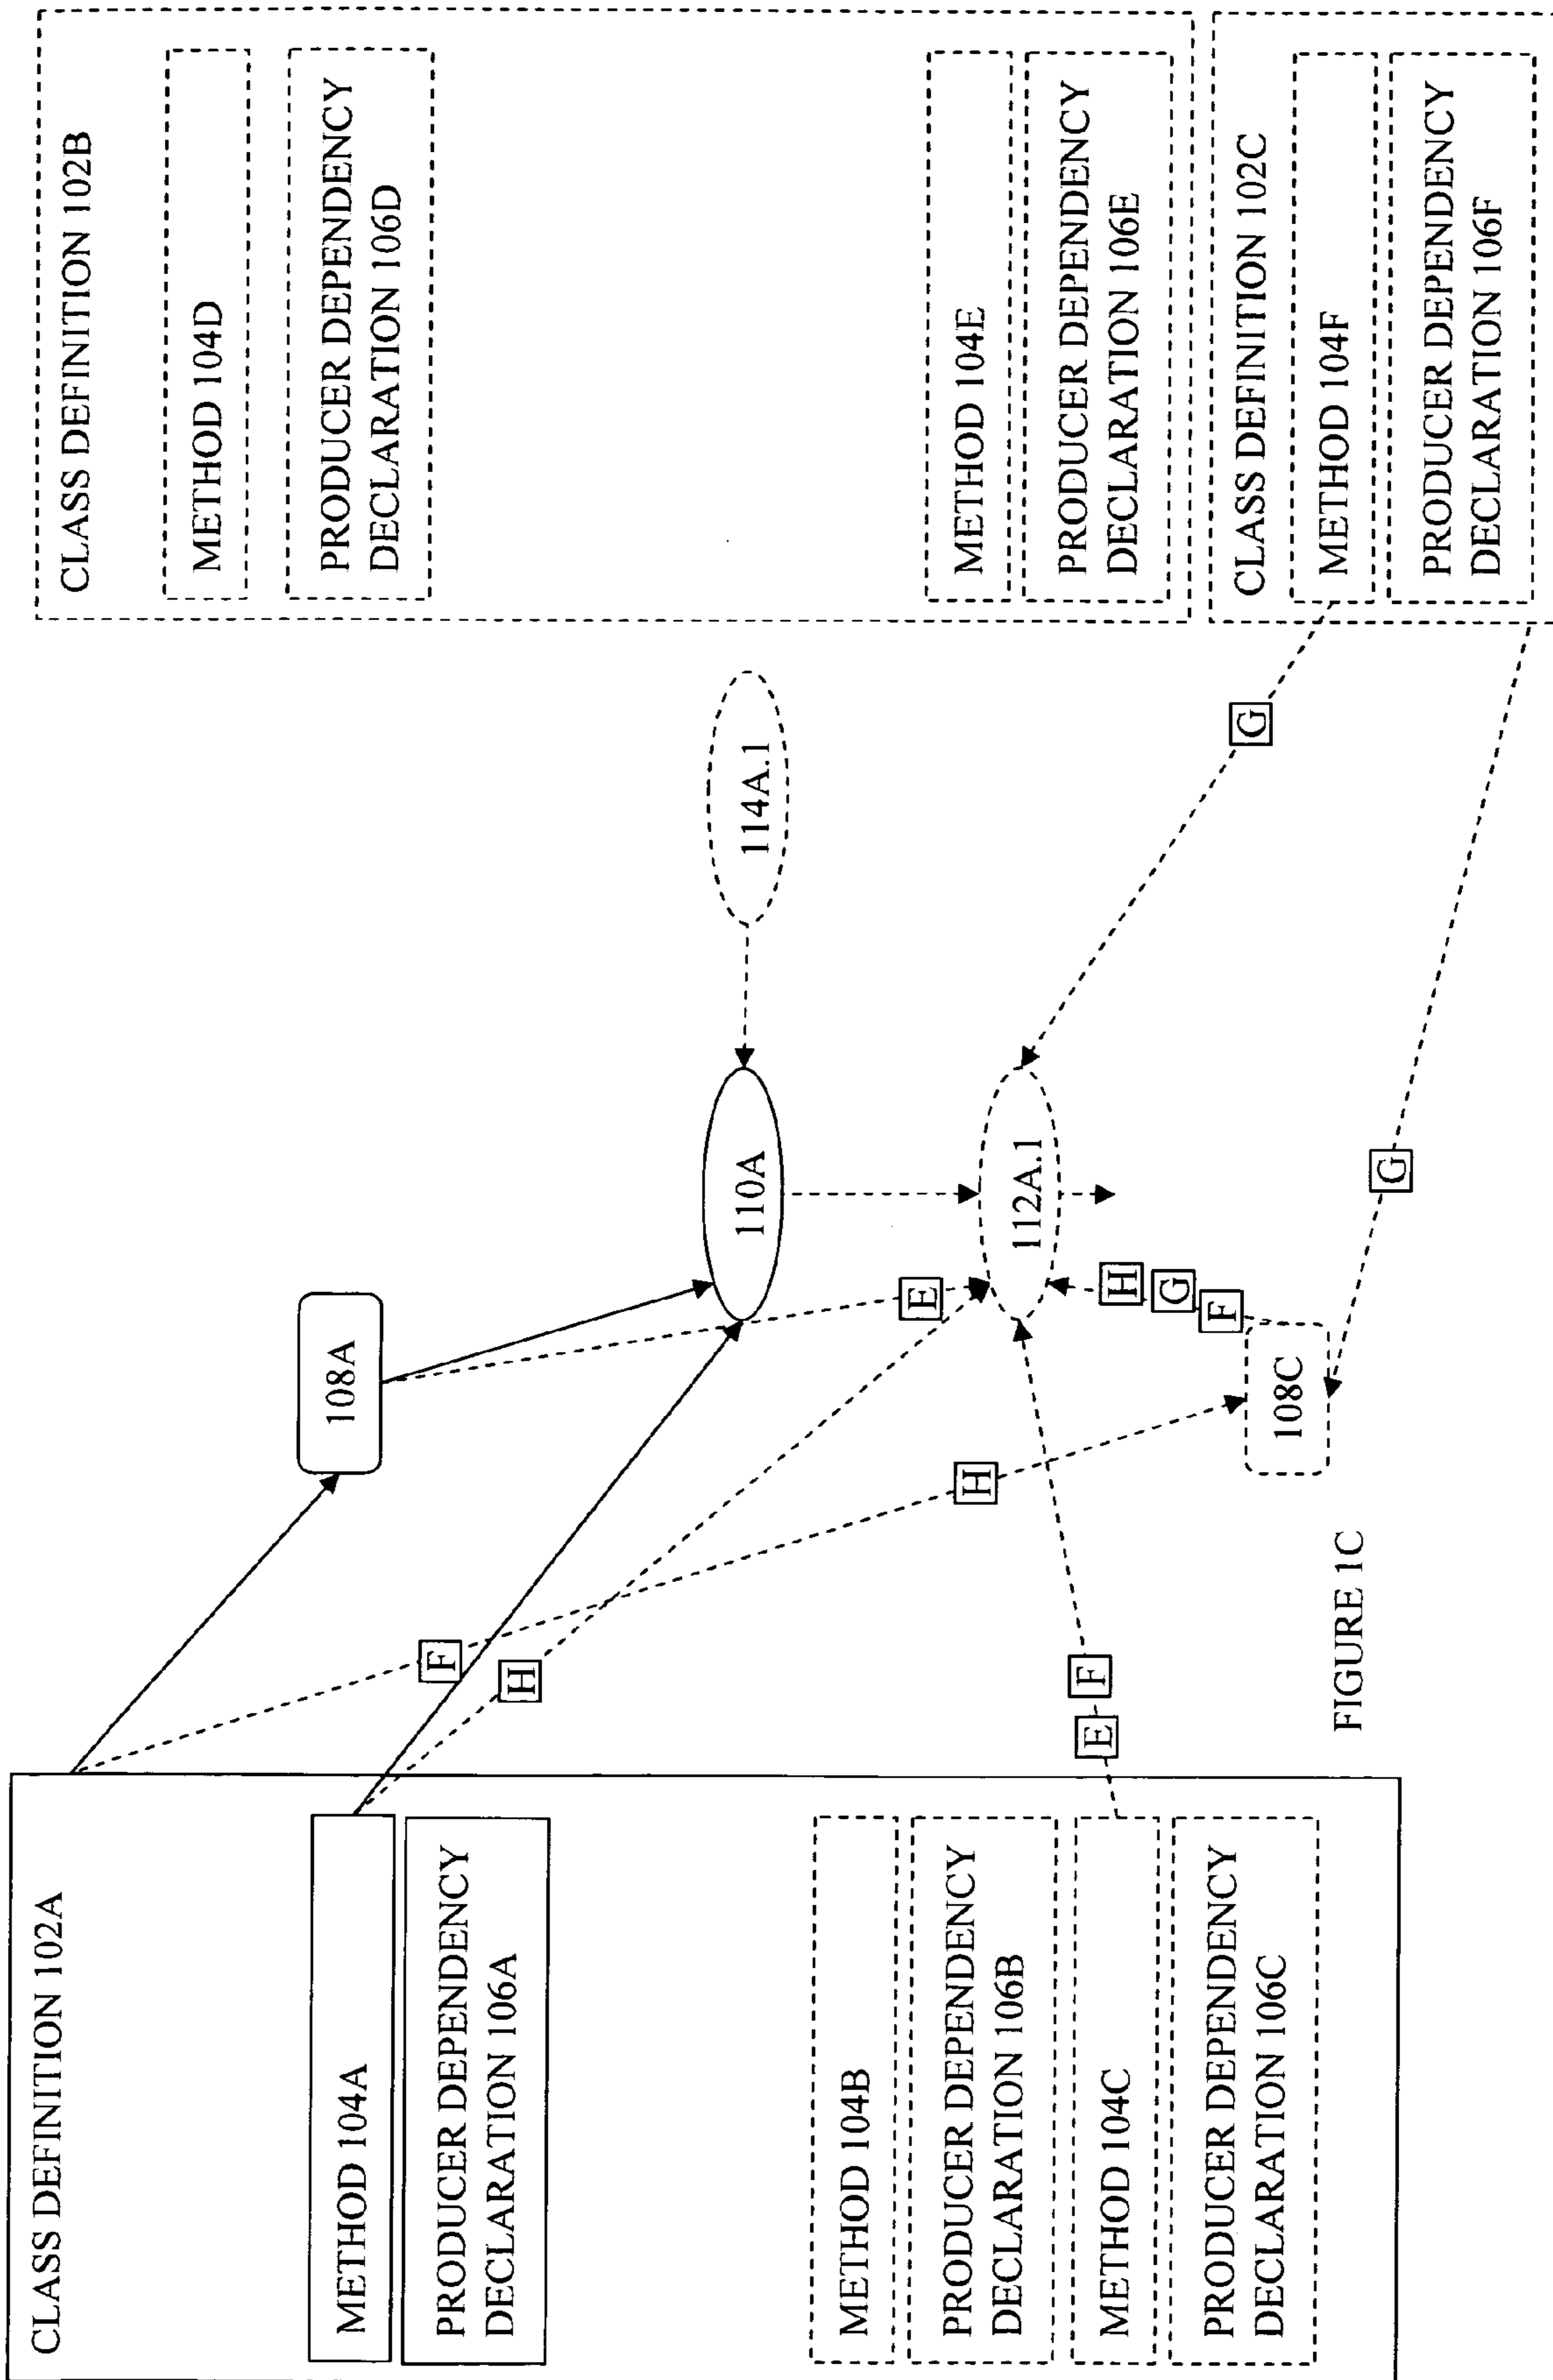 CLASS DEFINITION 102A
METHOD 104A
PRODUCER DEPENDENCY
DECLARATION 106A
METHOD 104B
PRODUCER DEPENDENCY
DECLARATION 106B
METHOD 104C
PRODUCER DEPENDENCY
DECLARATION 106C
F
H
E
F
H
108A
E
110A
112A.1
114A.1
H
G
F
108C
G
G
CLASS DEFINITION 102B
METHOD 104D
PRODUCER DEPENDENCY
DECLARATION 106D
METHOD 104E
PRODUCER DEPENDENCY
DECLARATION 106E
CLASS DEFINITION 102C
METHOD 104F
PRODUCER DEPENDENCY
DECLARATION 106F
FIGURE 1C